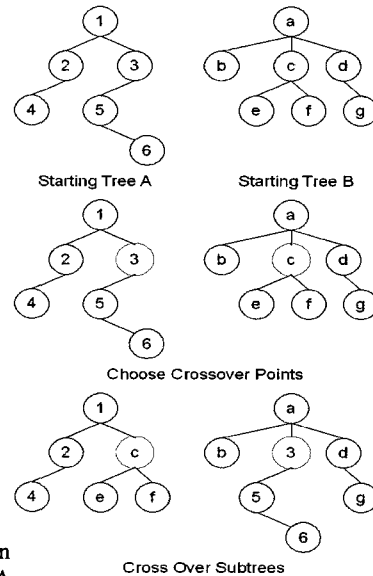 1 a
2 3 b c d
4 5 e f g
6
Starting Tree A Starting Tree B
1 a
2 3 b c d
4 5 e f g
6
Choose Crossover Points
1 a
2 c b 3 d
4 e f 5 g
6
n
Cross Over Subtrees